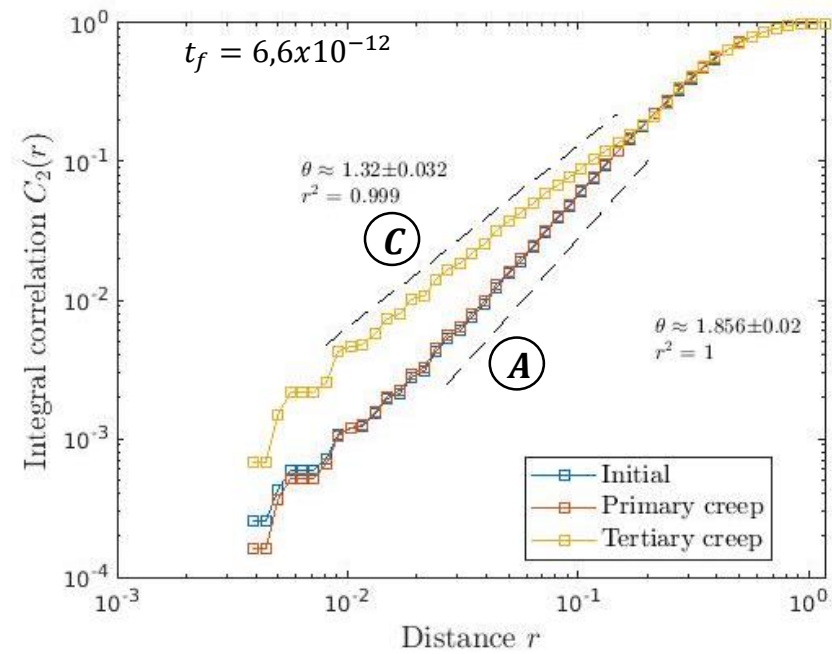 10⁰
t_f = 6,6x10⁻¹²
10⁻¹
θ ≈ 1.32±0.032
r² = 0.999
C
Integral correlation C₂(r)
10⁻²
θ ≈ 1.856±0.02
r² = 1
A
10⁻³
Initial
Primary creep
Tertiary creep
10⁻⁴
10⁻³ 10⁻² 10⁻¹ 10⁰
Distance r